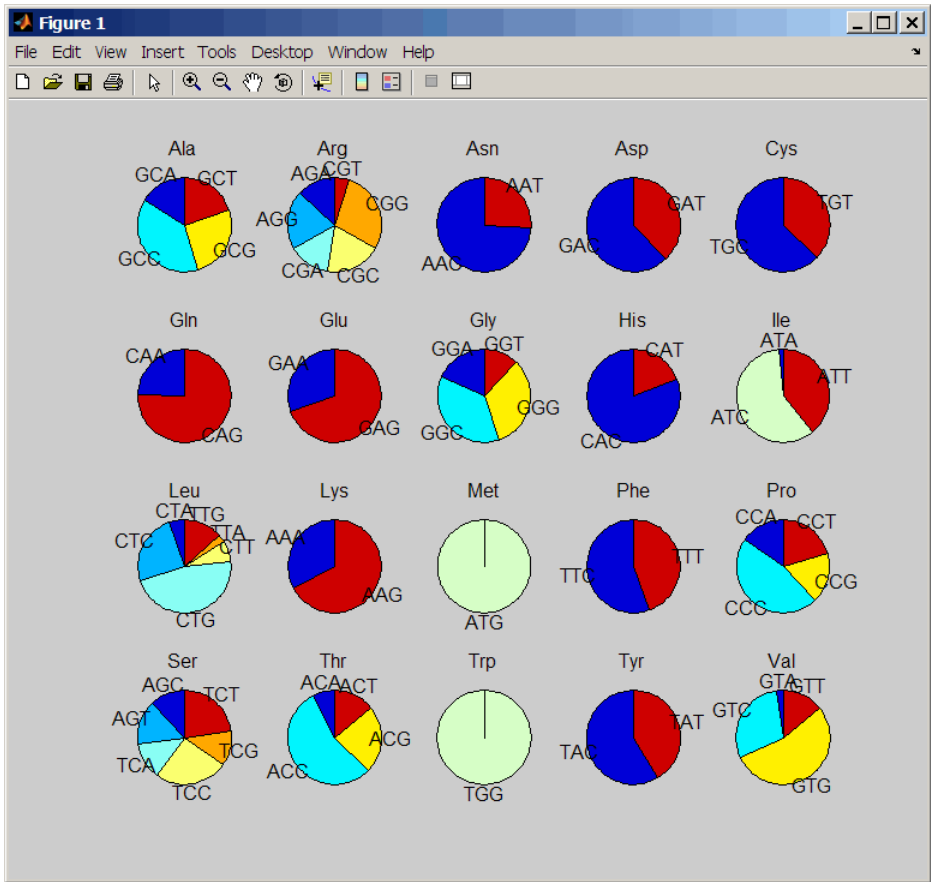 Figure 1
File Edit View Insert Tools Desktop Window Help
Ala Arg Asn Asp Cys
GCA GCT GCC GCG
AGA CGT AGG CGG CGA CGC
AAT AAC
GAT GAC
TGT TGC
Gln Glu Gly His Ile
CAA CAG
GAA GAG
GGA GGT GGC GGG
CAT CAC
ATA ATT ATC
Leu Lys Met Phe Pro
CTA TTG CTC TTA CTT CTG
AAA AAG
ATG
TTT TTC
CCA CCT CCG CCC
Ser Thr Trp Tyr Val
AGC TCT AGT TCG TCA TCC
ACA ACT ACG ACC
TGG
TAT TAC
GTA GTT GTC GTG